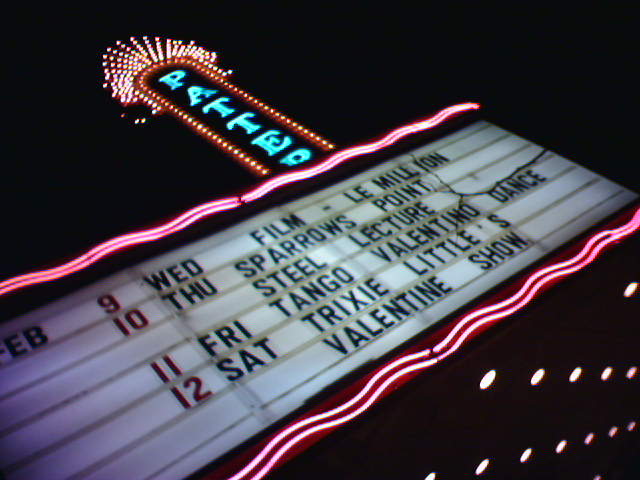 PATTER
FEB 9 WED FILM - LE MILLION
10 THU SPARROWS POINT
STEEL LECTURE
11 FRI TANGO VALENTINO DANCE
12 SAT TRIXIE LITTLE'S
VALENTINE SHOW